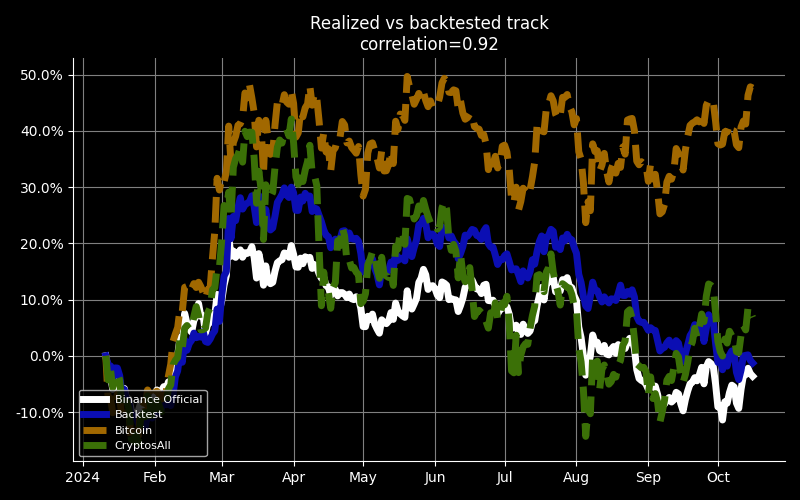 Realized vs backtested track
correlation=0.92
50.0%
40.0%
30.0%
20.0%
10.0%
0.0%
-10.0%
Binance Official
Backtest
Bitcoin
CryptosAll
2024 Feb Mar Apr May Jun Jul Aug Sep Oct